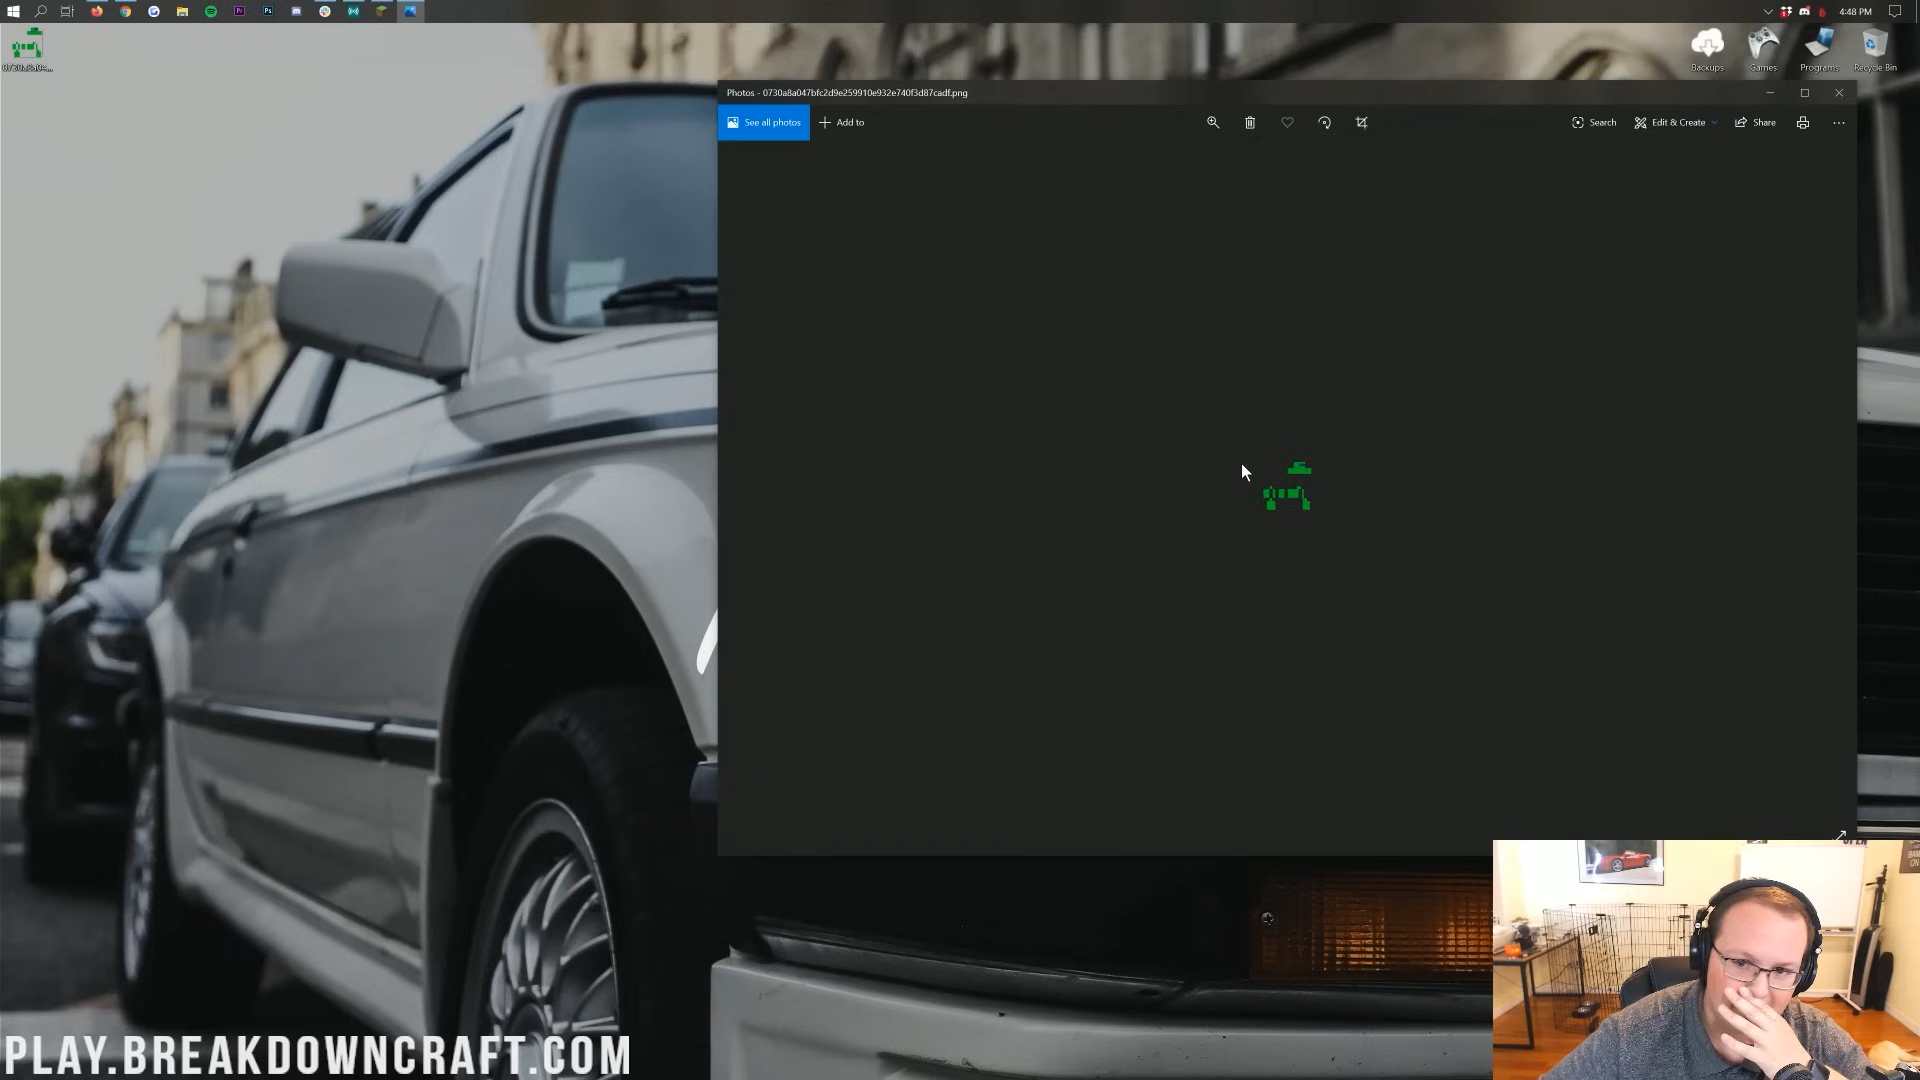 4:48 PM
0730a8a04...
Backups
Games
Programs
Recycle Bin
Photos - 0730a8a047bfc2d9e259910e932e740f3d87cadf.png
See all photos
Add to
Search
Edit & Create
Share
PLAY.BREAKDOWNCRAFT.COM